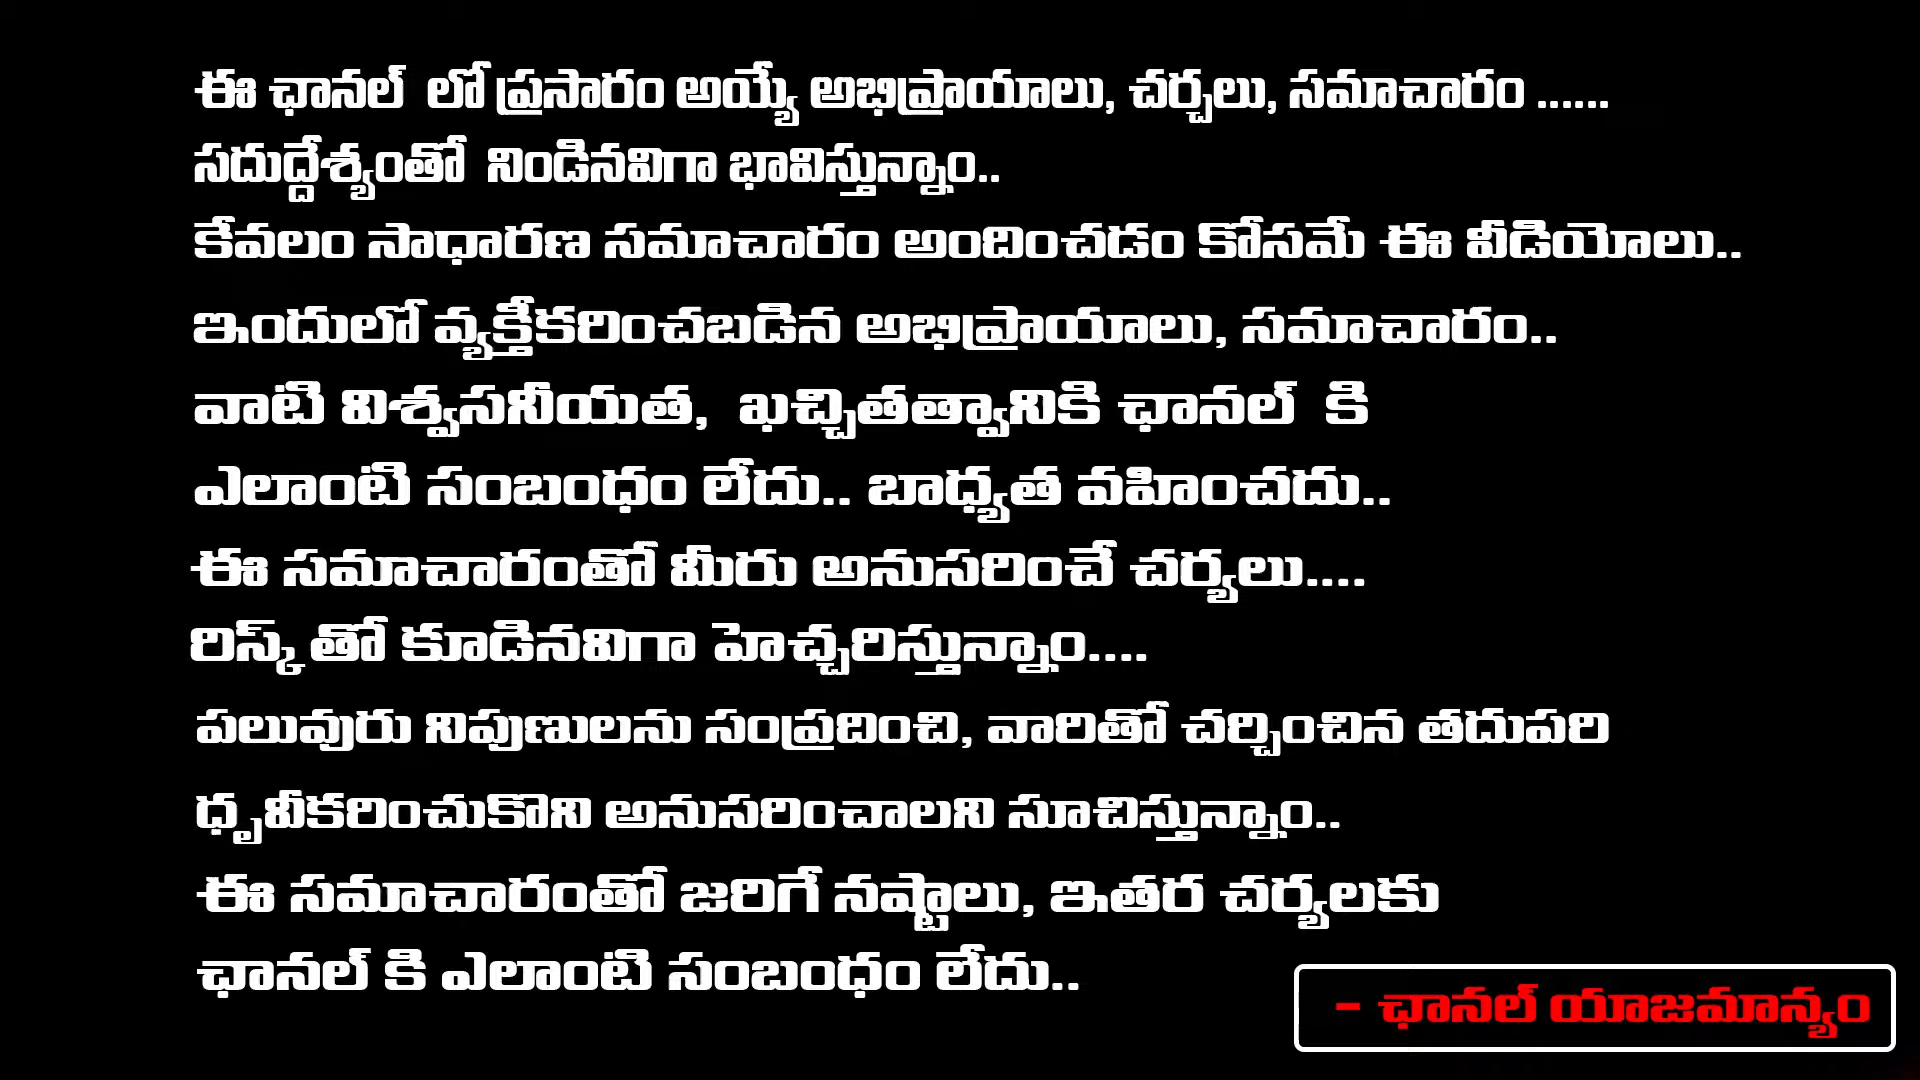 ఈ ఛానల్ లో ప్రసారం అయ్యే అభిప్రాయాలు, చర్చలు, సమాచారం ......
సదుద్దేశ్యంతో నిండినవిగా భావిస్తున్నాం..
కేవలం సాధారణ సమాచారం అందించడం కోసమే ఈ వీడియోలు..
ఇందులో వ్యక్తీకరించబడిన అభిప్రాయాలు, సమాచారం..
వాటి విశ్వసనీయత, ఖచ్చితత్వానికి ఛానల్ కి
ఎలాంటి సంబంధం లేదు.. బాధ్యత వహించదు..
ఈ సమాచారంతో మీరు అనుసరించే చర్యలు....
రిస్క్ తో కూడినవిగా హెచ్చరిస్తున్నాం....
పలువురు నిపుణులను సంప్రదించి, వారితో చర్చించిన తదుపరి
ధృవీకరించుకొని అనుసరించాలని సూచిస్తున్నాం..
ఈ సమాచారంతో జరిగే నష్టాలు, ఇతర చర్యలకు
ఛానల్ కి ఎలాంటి సంబంధం లేదు..
- ఛానల్ యాజమాన్యం